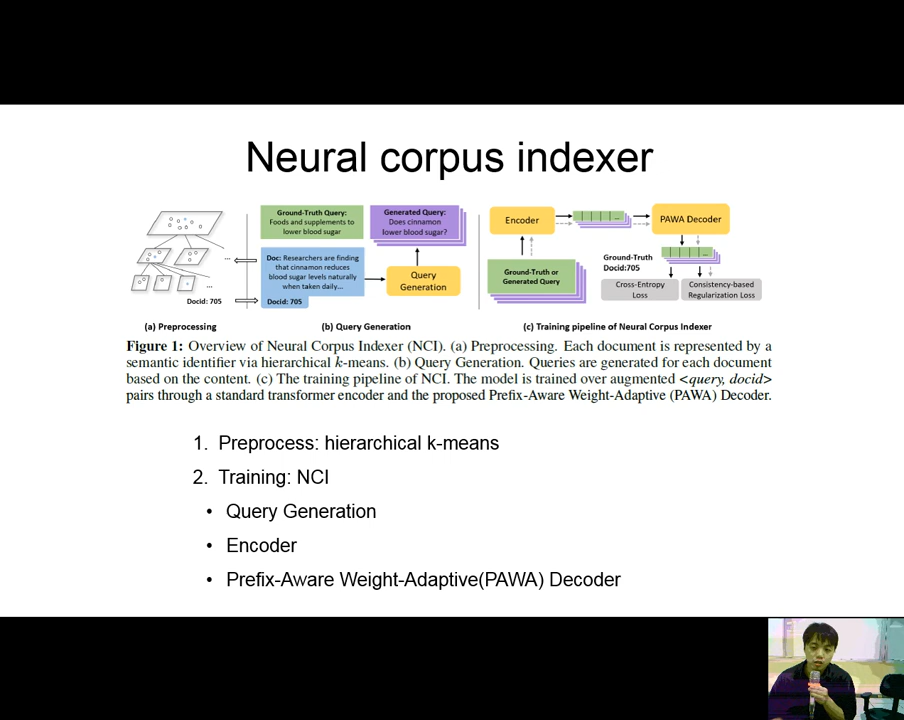 Neural corpus indexer
Ground-Truth Query:
Foods and supplements to
lower blood sugar
Generated Query:
Does cinnamon
lower blood sugar?
Doc: Researchers are finding
that cinnamon reduces
blood sugar levels naturally
when taken daily...
Docid: 705
Query
Generation
...
...
Docid: 705
Encoder
...
PAWA Decoder
Ground-Truth or
Generated Query
Ground-Truth
Docid:705
...
Cross-Entropy
Loss
Consistency-based
Regularization Loss
(a) Preprocessing
(b) Query Generation
(c) Training pipeline of Neural Corpus Indexer
Figure 1: Overview of Neural Corpus Indexer (NCI). (a) Preprocessing. Each document is represented by a
semantic identifier via hierarchical k-means. (b) Query Generation. Queries are generated for each document
based on the content. (c) The training pipeline of NCI. The model is trained over augmented <query, docid>
pairs through a standard transformer encoder and the proposed Prefix-Aware Weight-Adaptive (PAWA) Decoder.
1. Preprocess: hierarchical k-means
2. Training: NCI
• Query Generation
• Encoder
• Prefix-Aware Weight-Adaptive(PAWA) Decoder